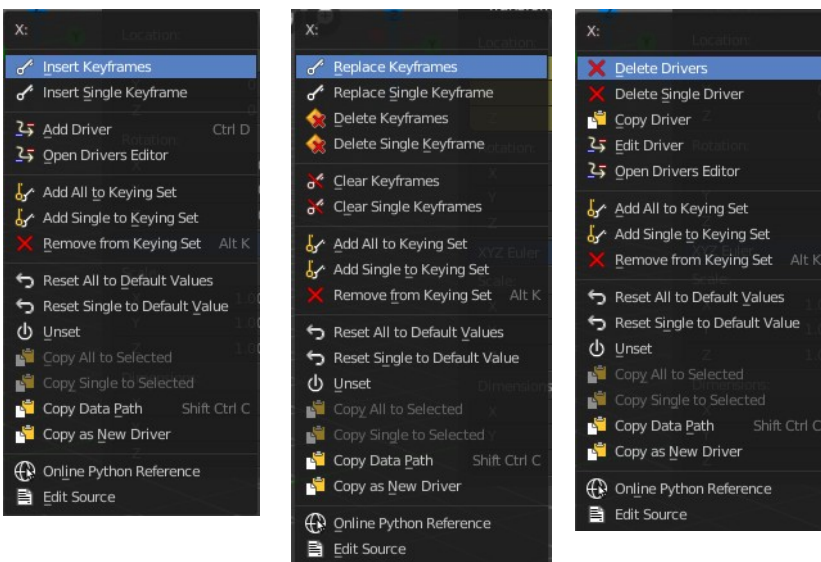 X:
Insert Keyframes
Insert Single Keyframe
Add Driver Ctrl D
Open Drivers Editor
Add All to Keying Set
Add Single to Keying Set
Remove from Keying Set Alt K
Reset All to Default Values
Reset Single to Default Value
Unset
Copy All to Selected
Copy Single to Selected
Copy Data Path Shift Ctrl C
Copy as New Driver
Online Python Reference
Edit Source
X:
Replace Keyframes
Replace Single Keyframe
Delete Keyframes
Delete Single Keyframe
Clear Keyframes
Clear Single Keyframes
Add All to Keying Set
Add Single to Keying Set
Remove from Keying Set Alt K
Reset All to Default Values
Reset Single to Default Value
Unset
Copy All to Selected
Copy Single to Selected
Copy Data Path Shift Ctrl C
Copy as New Driver
Online Python Reference
Edit Source
X:
Delete Drivers
Delete Single Driver
Copy Driver
Edit Driver
Open Drivers Editor
Add All to Keying Set
Add Single to Keying Set
Remove from Keying Set Alt K
Reset All to Default Values
Reset Single to Default Value
Unset
Copy All to Selected
Copy Single to Selected
Copy Data Path Shift Ctrl C
Copy as New Driver
Online Python Reference
Edit Source